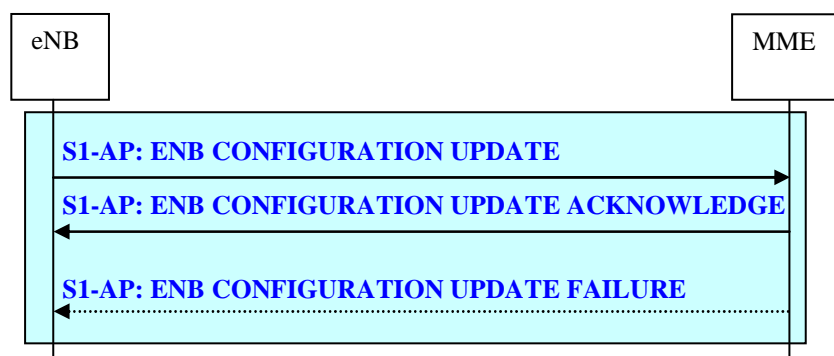 eNB
MME
S1-AP: ENB CONFIGURATION UPDATE
S1-AP: ENB CONFIGURATION UPDATE ACKNOWLEDGE
S1-AP: ENB CONFIGURATION UPDATE FAILURE